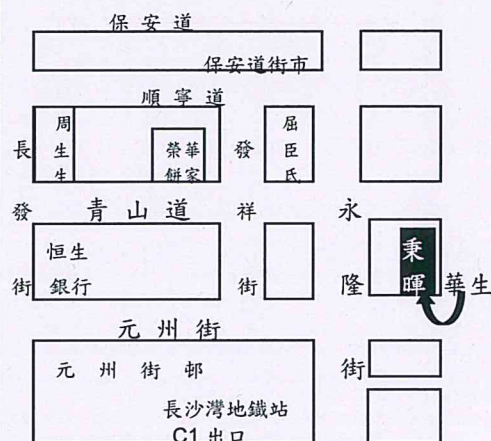 保安道
保安道街市
順寧道
周生生
榮華餅家
屈臣氏
長發街
發祥街
青山道
恒生
銀行
永隆街
秉暉
華生
元州街
元州街邨
長沙灣地鐵站
C1 出口